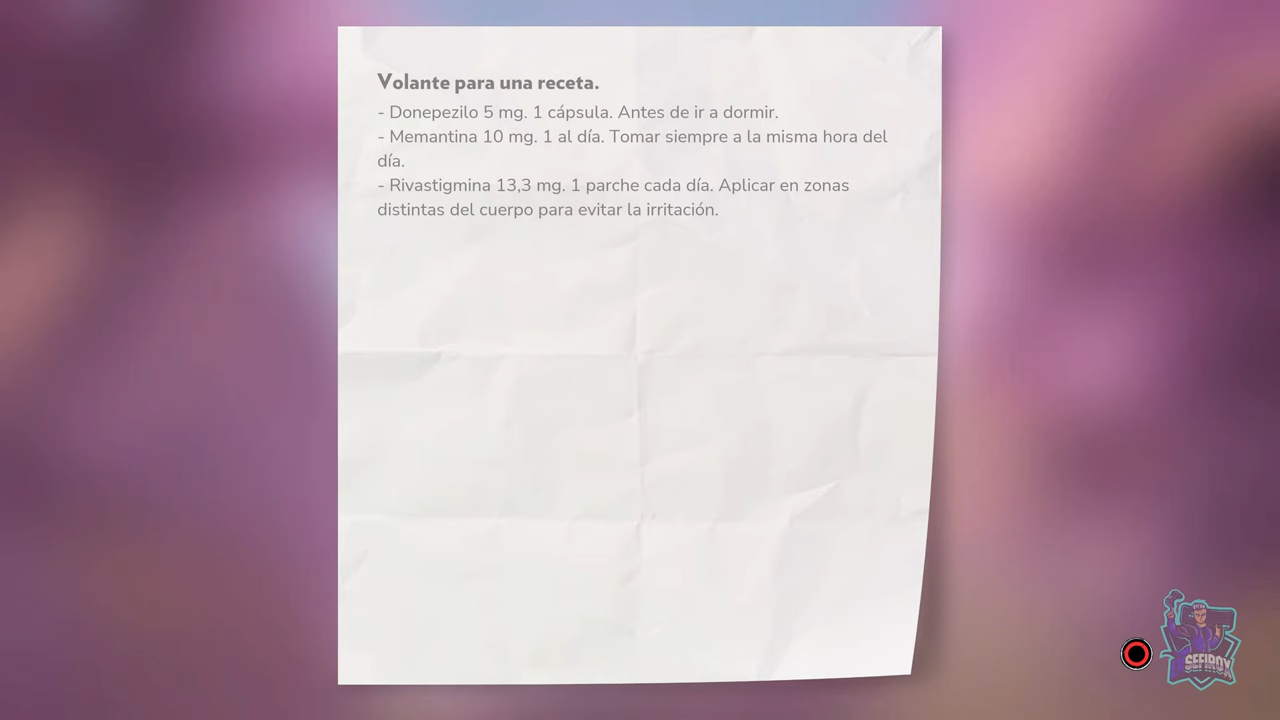 Volante para una receta.
- Donepezilo 5 mg. 1 cápsula. Antes de ir a dormir.
- Memantina 10 mg. 1 al día. Tomar siempre a la misma hora del
día.
- Rivastigmina 13,3 mg. 1 parche cada día. Aplicar en zonas
distintas del cuerpo para evitar la irritación.
SEFIROX